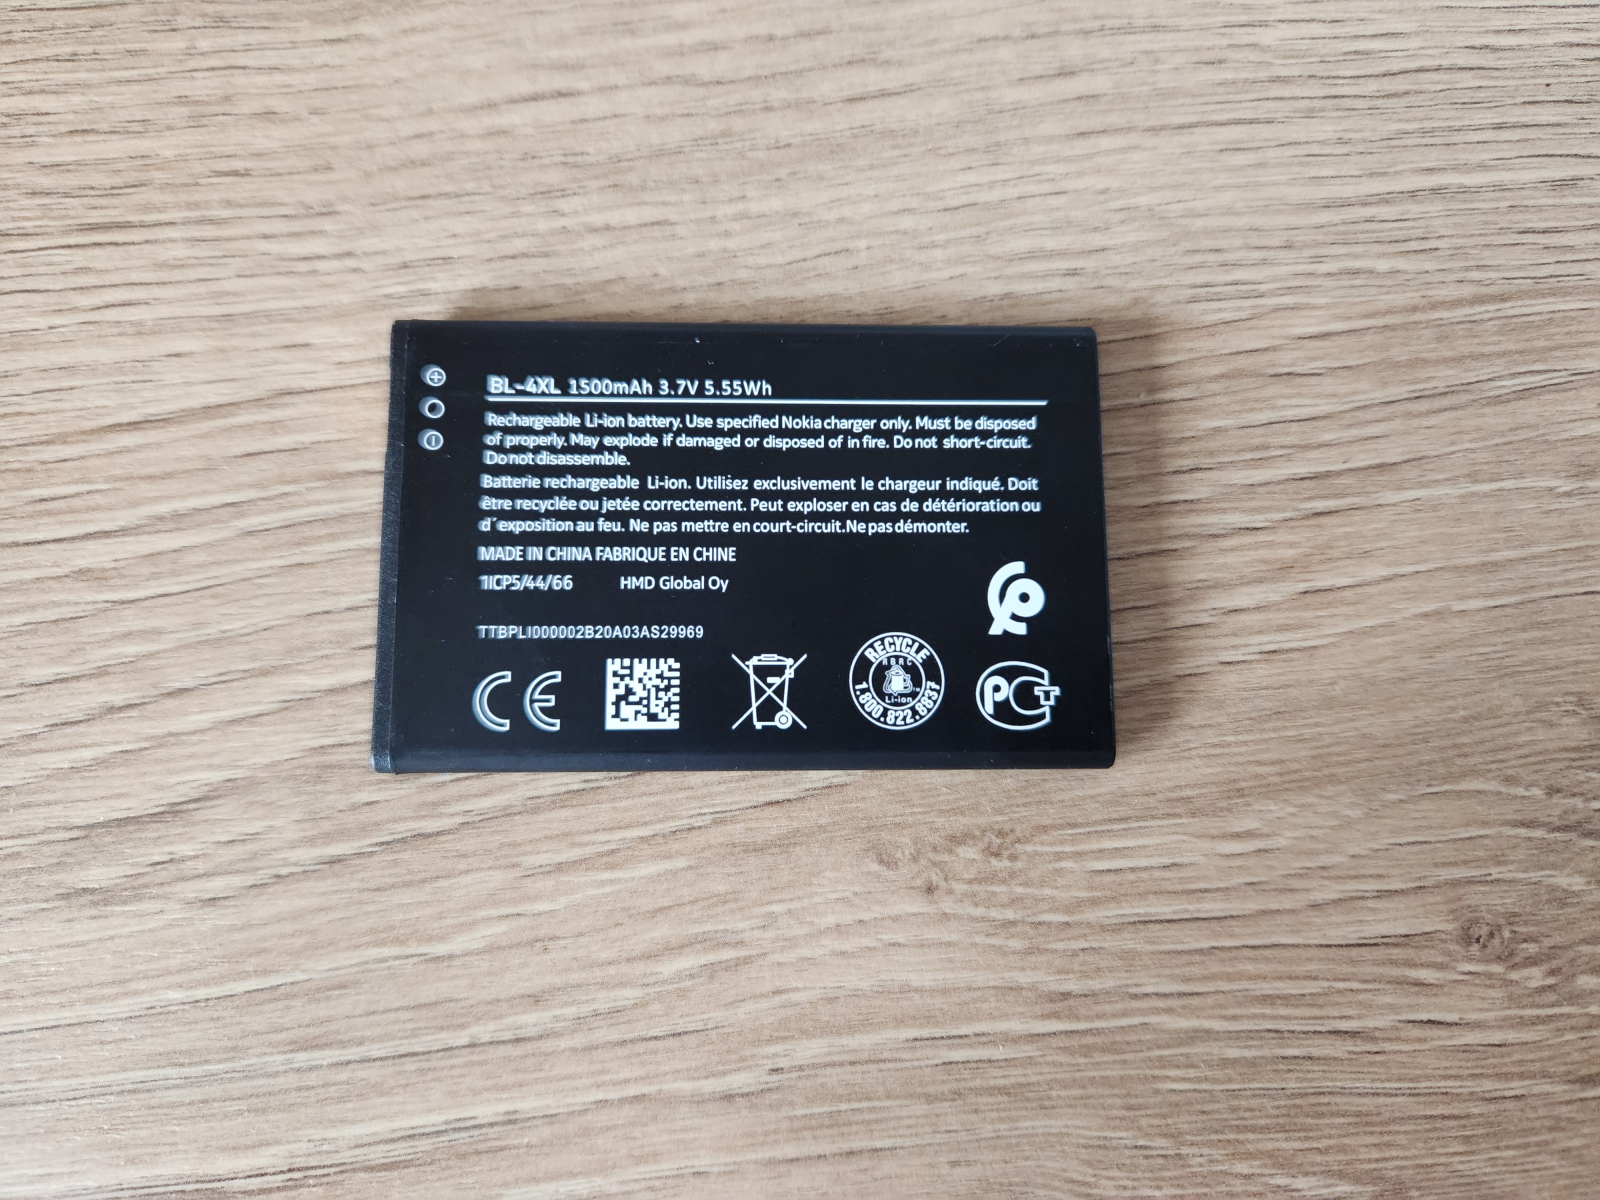 BL-4XL 1500mAh 3.7V 5.55Wh
Rechargeable Li-ion battery. Use specified Nokia charger only. Must be disposed
of properly. May explode if damaged or disposed of in fire. Do not short-circuit.
Do not disassemble.
Batterie rechargeable Li-ion. Utilisez exclusivement le chargeur indiqué. Doit
être recyclée ou jetée correctement. Peut exploser en cas de détérioration ou
d´exposition au feu. Ne pas mettre en court-circuit. Ne pas démonter.
MADE IN CHINA FABRIQUE EN CHINE
1ICP5/44/66 HMD Global Oy
TTBPLI000002B20A03AS29969
CE
RECYCLE
RBRC
Li-ion
1.800.822.8837
PCT